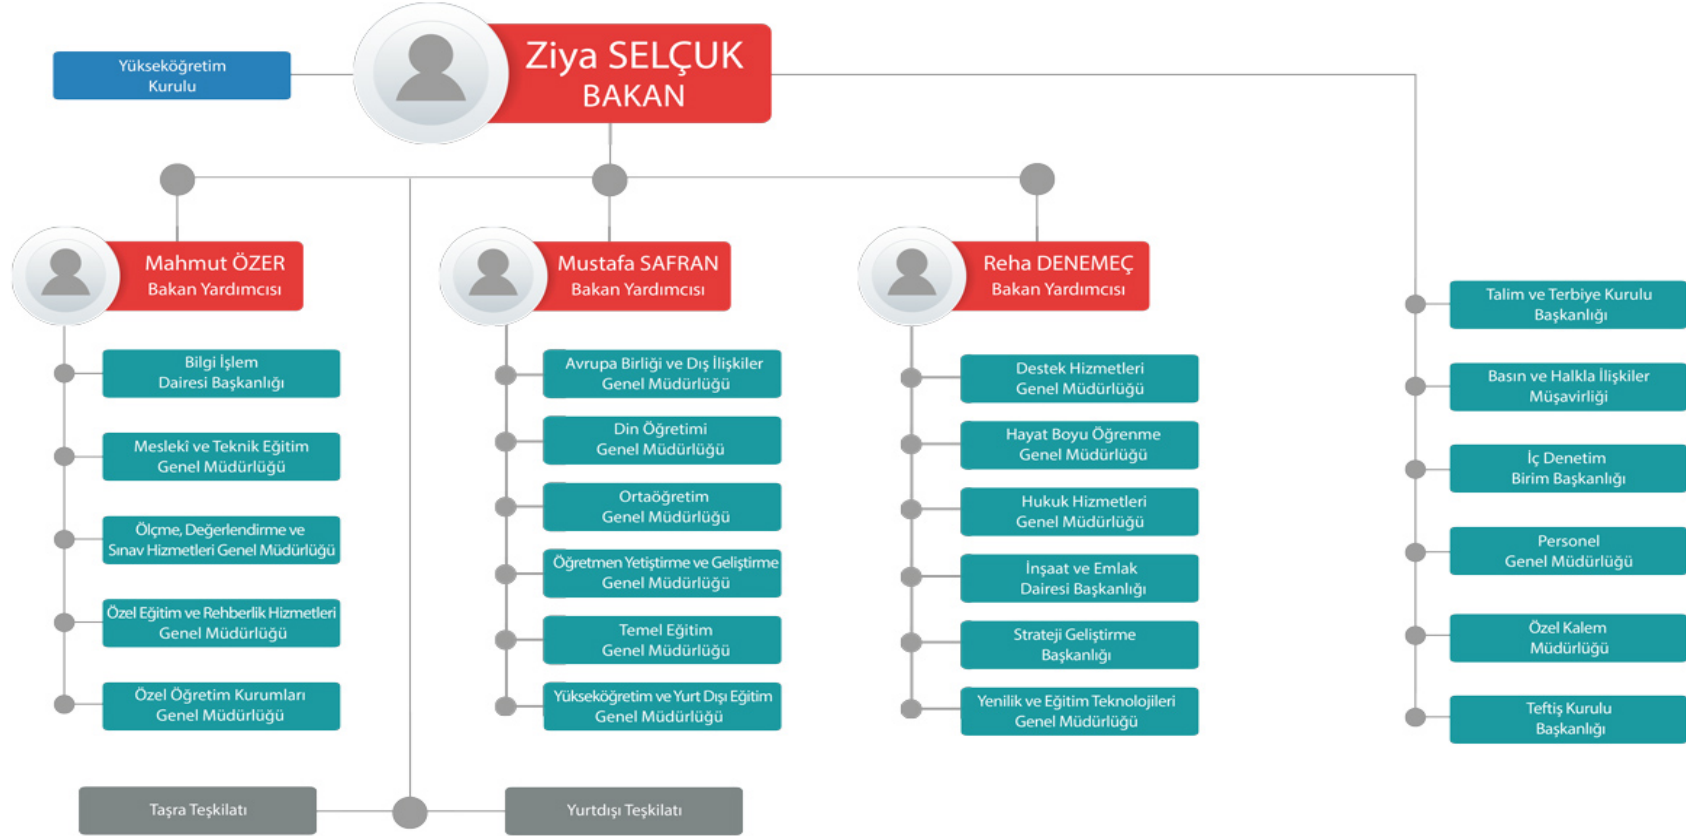 Yükseköğretim
Kurulu
Ziya SELÇUK
BAKAN
Mahmut ÖZER
Bakan Yardımcısı
Bilgi İşlem
Dairesi Başkanlığı
Meslekî ve Teknik Eğitim
Genel Müdürlüğü
Ölçme, Değerlendirme ve
Sınav Hizmetleri Genel Müdürlüğü
Özel Eğitim ve Rehberlik Hizmetleri
Genel Müdürlüğü
Özel Öğretim Kurumları
Genel Müdürlüğü
Mustafa SAFRAN
Bakan Yardımcısı
Avrupa Birliği ve Dış İlişkiler
Genel Müdürlüğü
Din Öğretimi
Genel Müdürlüğü
Ortaöğretim
Genel Müdürlüğü
Öğretmen Yetiştirme ve Geliştirme
Genel Müdürlüğü
Temel Eğitim
Genel Müdürlüğü
Yükseköğretim ve Yurt Dışı Eğitim
Genel Müdürlüğü
Reha DENEMEÇ
Bakan Yardımcısı
Destek Hizmetleri
Genel Müdürlüğü
Hayat Boyu Öğrenme
Genel Müdürlüğü
Hukuk Hizmetleri
Genel Müdürlüğü
İnşaat ve Emlak
Dairesi Başkanlığı
Strateji Geliştirme
Başkanlığı
Yenilik ve Eğitim Teknolojileri
Genel Müdürlüğü
Talim ve Terbiye Kurulu
Başkanlığı
Basın ve Halkla İlişkiler
Müşavirliği
İç Denetim
Birim Başkanlığı
Personel
Genel Müdürlüğü
Özel Kalem
Müdürlüğü
Teftiş Kurulu
Başkanlığı
Taşra Teşkilatı
Yurtdışı Teşkilatı